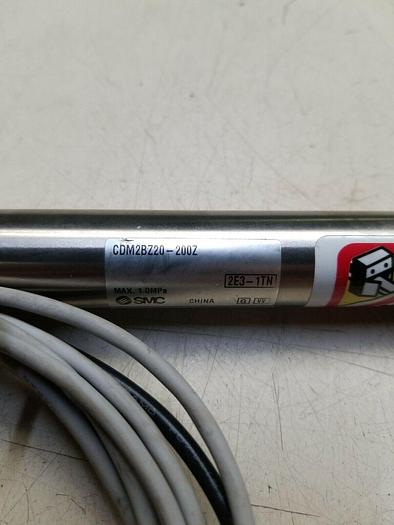 CDM2BZ20-200Z
2E3-1TN
MAX. 1.0MPa
SMC CHINA